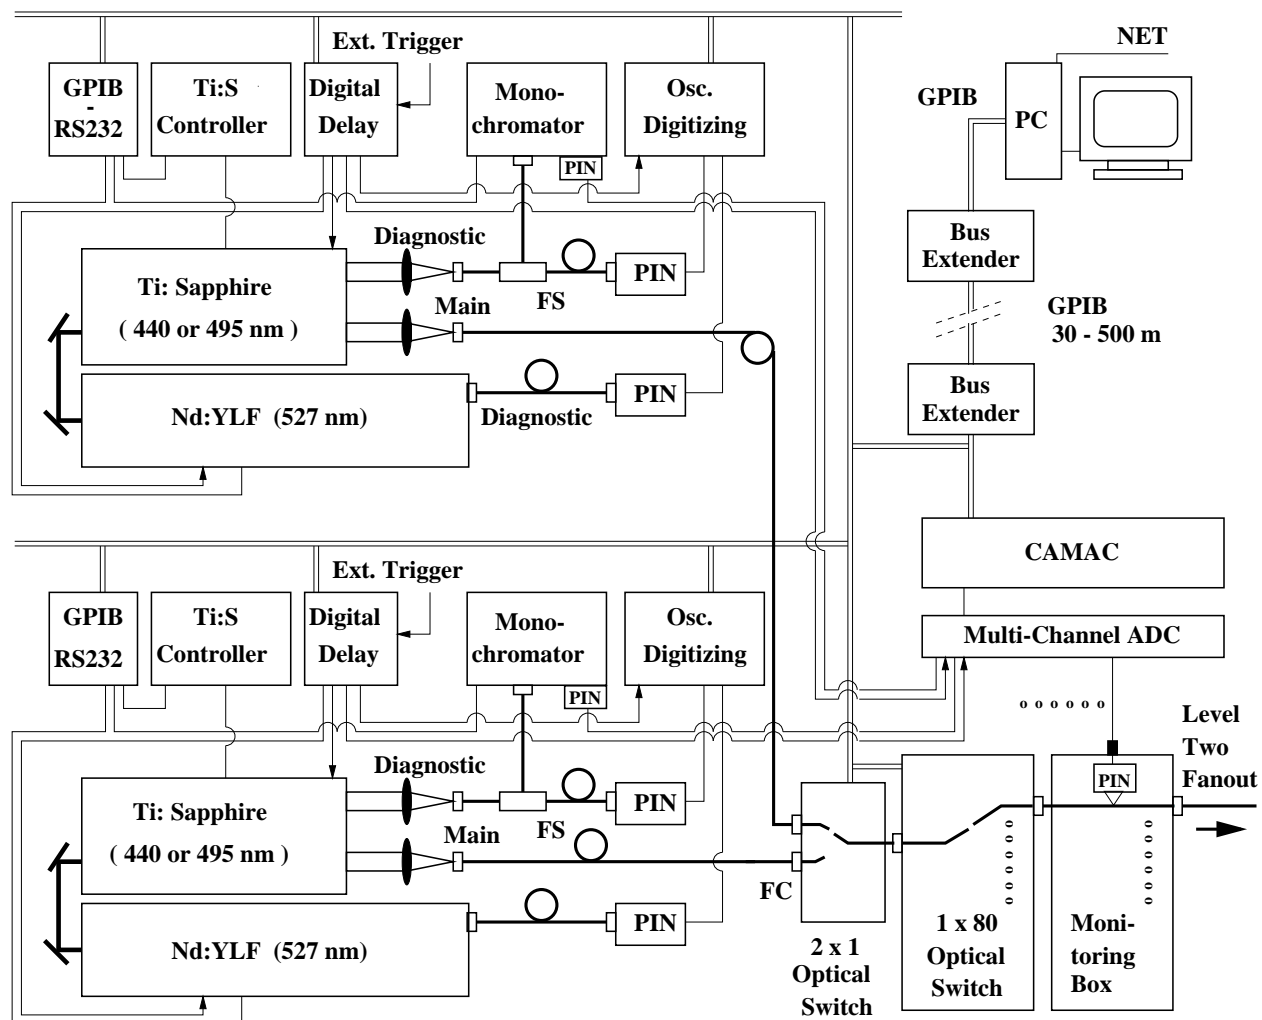 Ext. Trigger
NET
GPIB
-
RS232
Ti:S
Controller
Digital
Delay
Mono-
chromator
PIN
Osc.
Digitizing
GPIB
PC
Bus
Extender
GPIB
30 - 500 m
Bus
Extender
Diagnostic
Ti: Sapphire
( 440 or 495 nm )
FS
PIN
Main
Nd:YLF (527 nm)
Diagnostic
PIN
CAMAC
Multi-Channel ADC
o o o o o o
Ext. Trigger
GPIB
RS232
Ti:S
Controller
Digital
Delay
Mono-
chromator
PIN
Osc.
Digitizing
Diagnostic
Ti: Sapphire
( 440 or 495 nm )
FS
PIN
Main
FC
Nd:YLF (527 nm)
PIN
2 x 1
Optical
Switch
o
o
o
o
o
o
1 x 80
Optical
Switch
PIN
o
o
o
o
o
o
Moni-
toring
Box
Level
Two
Fanout